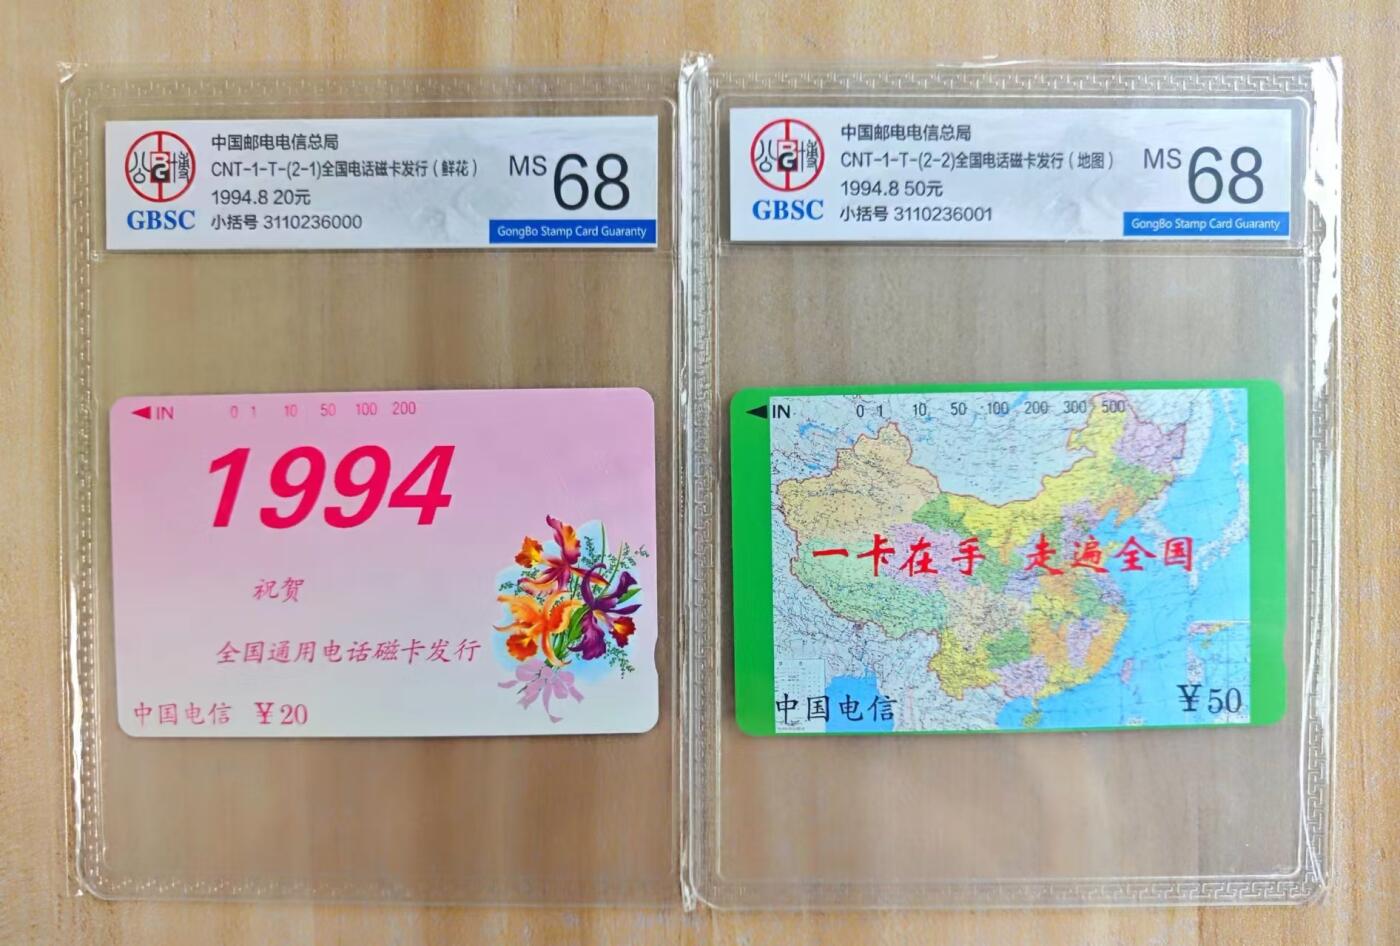 中国邮电电信总局
CNT-1-T-(2-1)全国电话磁卡发行（鲜花）
1994.8 20元
小括号 3110236000
GBSC
MS 68
GongBo Stamp Card Guaranty
IN 0 1 10 50 100 200
1994
祝贺
全国通用电话磁卡发行
中国电信 ￥20
中国邮电电信总局
CNT-1-T-(2-2)全国电话磁卡发行（地图）
1994.8 50元
小括号 3110236001
GBSC
MS 68
GongBo Stamp Card Guaranty
IN 0 1 10 50 100 200 300 500
一卡在手 走遍全国
中国电信 ￥50